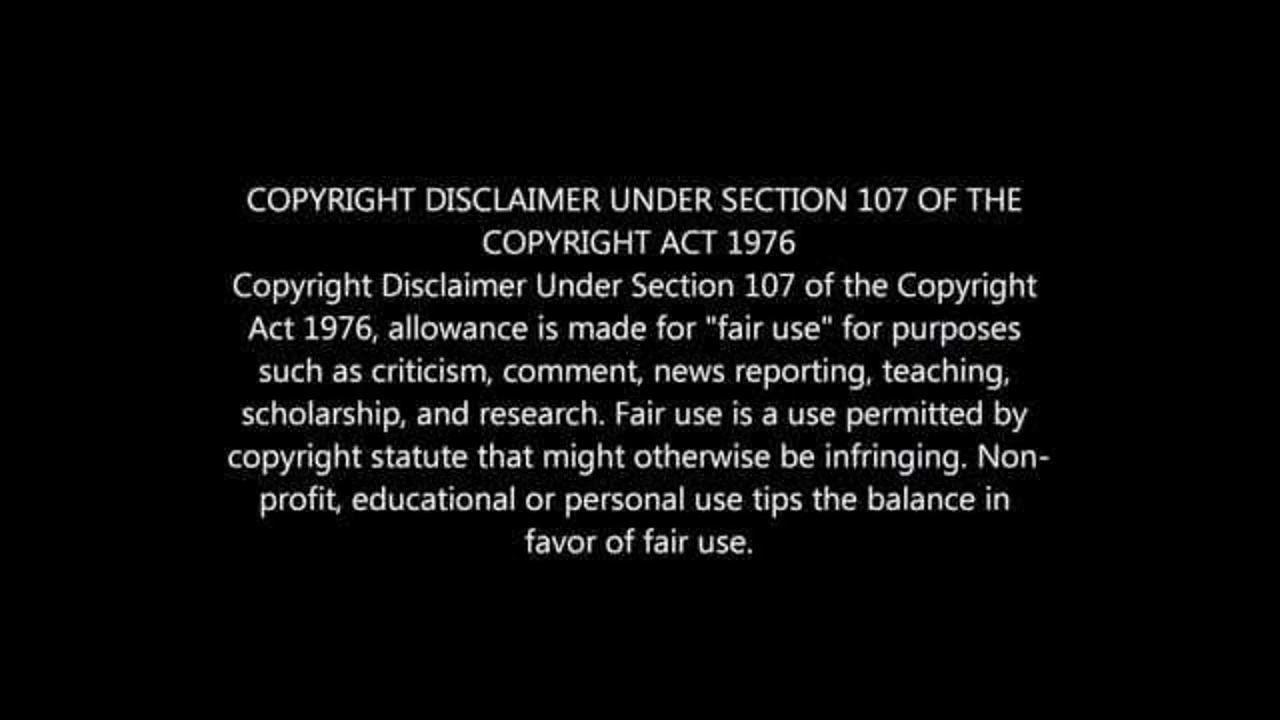 COPYRIGHT DISCLAIMER UNDER SECTION 107 OF THE
COPYRIGHT ACT 1976
Copyright Disclaimer Under Section 107 of the Copyright
Act 1976, allowance is made for "fair use" for purposes
such as criticism, comment, news reporting, teaching,
scholarship, and research. Fair use is a use permitted by
copyright statute that might otherwise be infringing. Non-
profit, educational or personal use tips the balance in
favor of fair use.